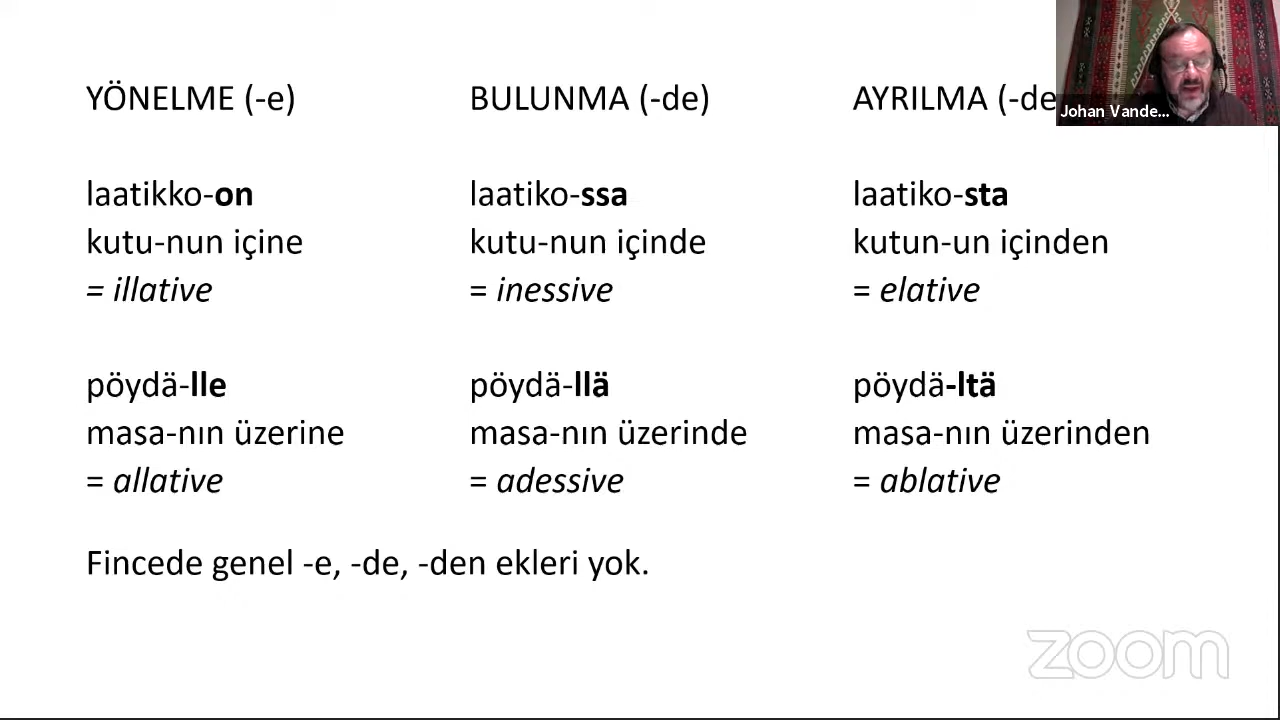 YÖNELME (-e)
BULUNMA (-de)
AYRILMA (-de
Johan Vande...
laatikko-on
laatiko-ssa
laatiko-sta
kutu-nun içine
kutu-nun içinde
kutun-un içinden
= illative
= inessive
= elative
pöydä-lle
pöydä-llä
pöydä-ltä
masa-nın üzerine
masa-nın üzerinde
masa-nın üzerinden
= allative
= adessive
= ablative
Fincede genel -e, -de, -den ekleri yok.
zoom